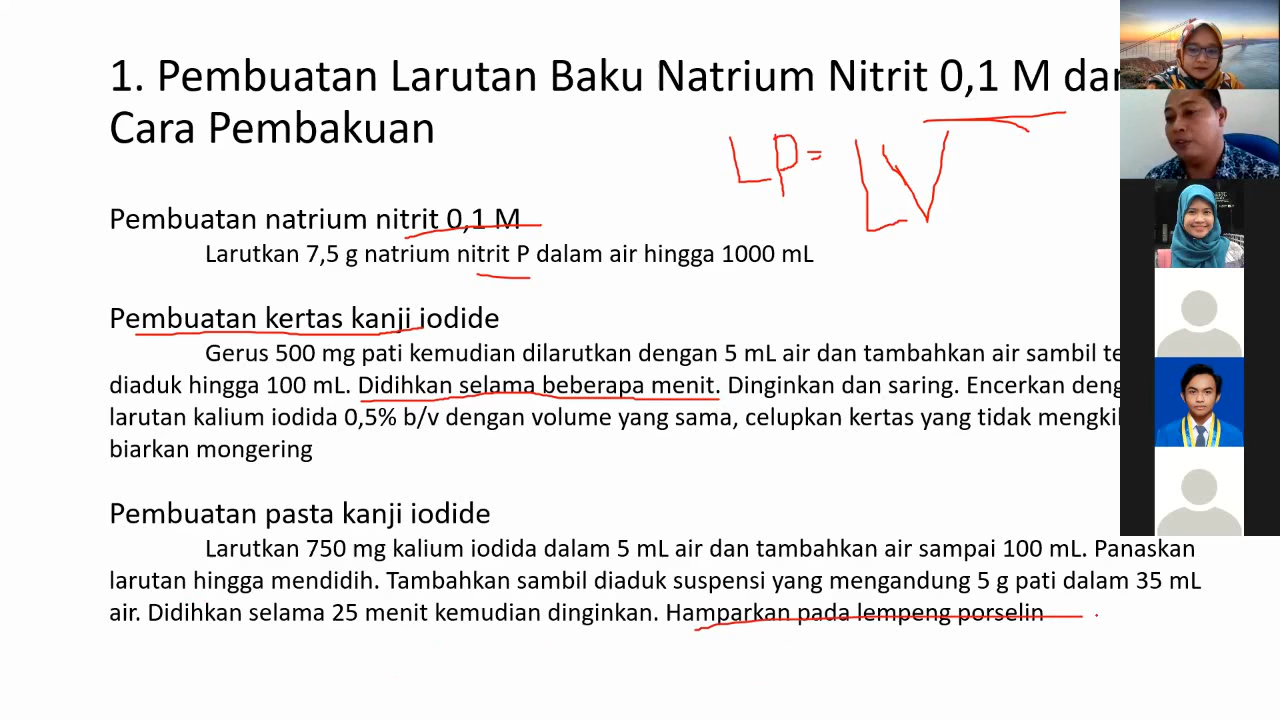 1. Pembuatan Larutan Baku Natrium Nitrit 0,1 M dan
Cara Pembakuan
LP = LV
Pembuatan natrium nitrit 0,1 M
Larutkan 7,5 g natrium nitrit P dalam air hingga 1000 mL
Pembuatan kertas kanji iodide
Gerus 500 mg pati kemudian dilarutkan dengan 5 mL air dan tambahkan air sambil
diaduk hingga 100 mL. Didihkan selama beberapa menit. Dinginkan dan saring. Encerkan
larutan kalium iodida 0,5% b/v dengan volume yang sama, celupkan kertas yang tidak
biarkan mongering
Pembuatan pasta kanji iodide
Larutkan 750 mg kalium iodida dalam 5 mL air dan tambahkan air sampai 100 mL. Panaskan
larutan hingga mendidih. Tambahkan sambil diaduk suspensi yang mengandung 5 g pati dalam 35 mL
air. Didihkan selama 25 menit kemudian dinginkan. Hamparkan pada lempeng porselin